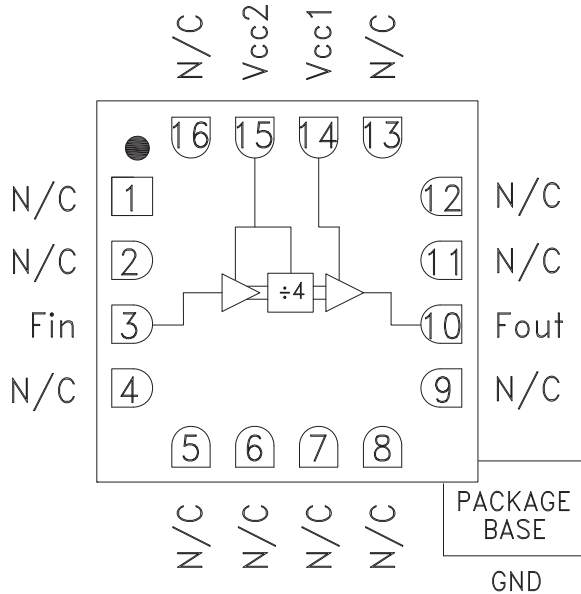 N/C
Vcc2
Vcc1
N/C
16
15
14
13
N/C 1
12 N/C
N/C 2
11 N/C
÷4
Fin 3
10 Fout
N/C 4
9 N/C
5
6
7
8
N/C
N/C
N/C
N/C
PACKAGE
BASE
GND